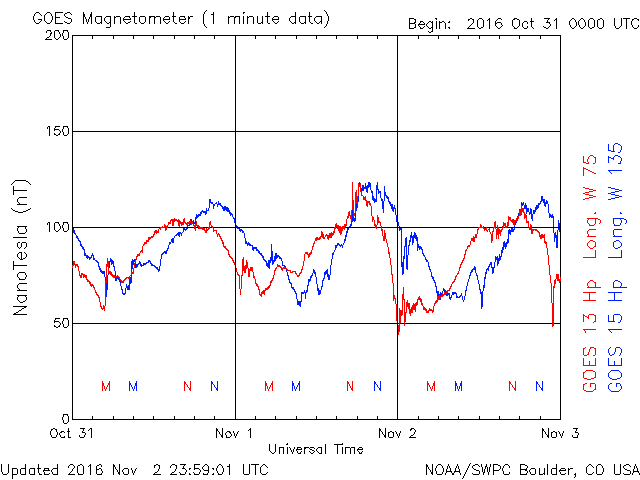 GOES Magnetometer (1 minute data)
Begin: 2016 Oct 31 0000 UTC
200
150
100
50
0
NanoTesla (nT)
M M N N M M N N M M N N
Oct 31 Nov 1 Nov 2 Nov 3
Universal Time
GOES 13 Hp Long. W 75
GOES 15 Hp Long. W 135
Updated 2016 Nov 2 23:59:01 UTC
NOAA/SWPC Boulder, CO USA